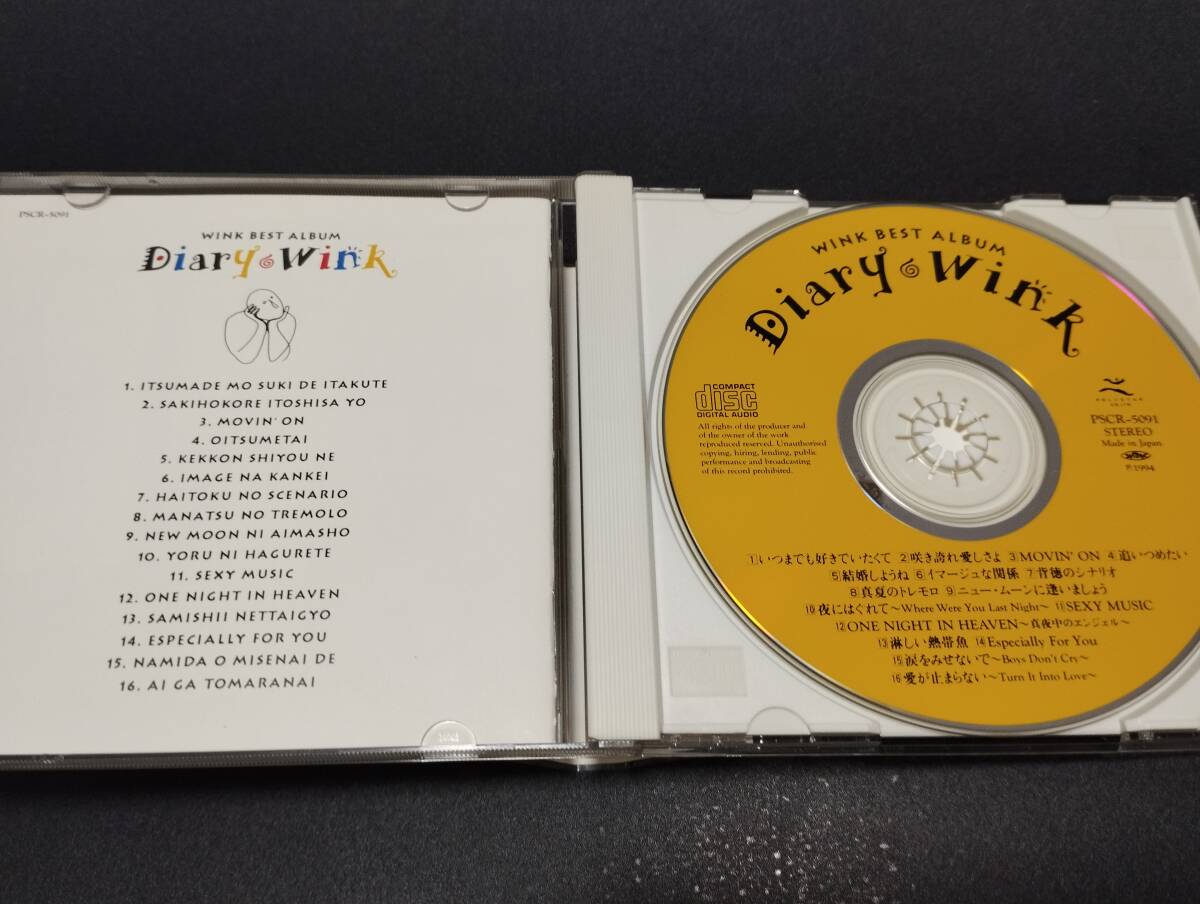 PSCR-5091
WINK BEST ALBUM
Diary Wink
1. ITSUMADE MO SUKI DE ITAKUTE
2. SAKIHOKORE ITOSHISA YO
3. MOVIN' ON
4. OITSUMETAI
5. KEKKON SHIYOU NE
6. IMAGE NA KANKEI
7. HAITOKU NO SCENARIO
8. MANATSU NO TREMOLO
9. NEW MOON NI AIMASHO
10. YORU NI HAGURETE
11. SEXY MUSIC
12. ONE NIGHT IN HEAVEN
13. SAMISHII NETTAIGYO
14. ESPECIALLY FOR YOU
15. NAMIDA O MISENAI DE
16. AI GA TOMARANAI
WINK BEST ALBUM
Diary Wink
COMPACT
disc
DIGITAL AUDIO
All rights of the producer and
of the owner of the work
reproduced reserved. Unauthorised
copying, hiring, lending, public
performance and broadcasting
of this record prohibited.
POLYSTAR
PSCR-5091
STEREO
Made in Japan
℗1994
1いつまでも好きでいたくて 2咲き誇れ愛しさよ 3MOVIN' ON 4追いつめたい
5結婚しようね 6イマージュな関係 7背徳のシナリオ
8真夏のトレモロ 9ニュー・ムーンに逢いましょう
10夜にはぐれて~Where Were You Last Night~ 11SEXY MUSIC
12ONE NIGHT IN HEAVEN~真夜中のエンジェル~
13淋しい熱帯魚 14Especially For You
15涙をみせないで~Boys Don't Cry~
16愛が止まらない~Turn It Into Love~